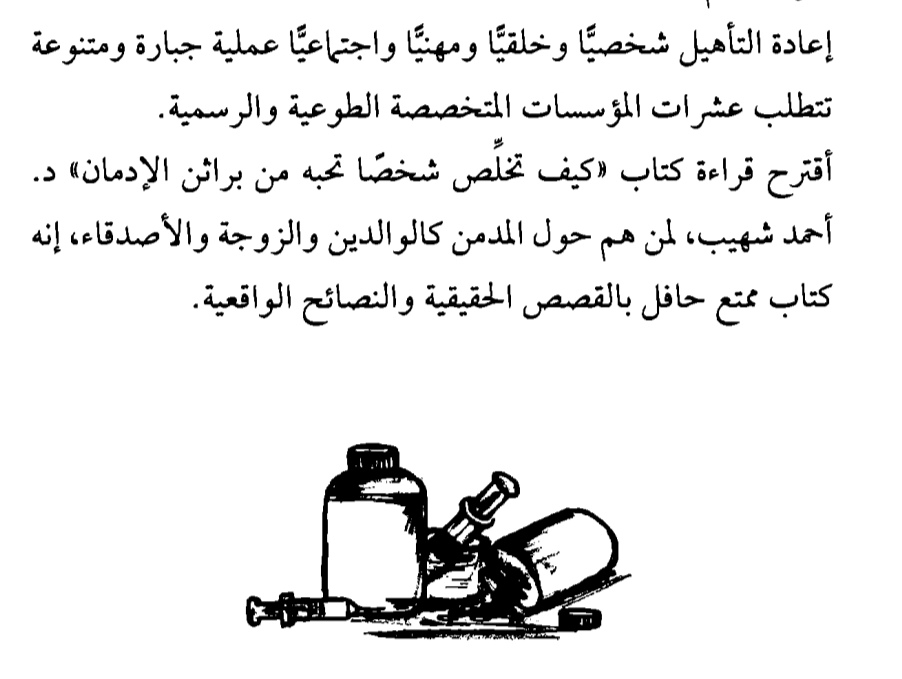 إعادة التأهيل شخصيًّا وخلقيًّا ومهنيًّا واجتماعيًّا عملية جبارة ومتنوعة
تتطلب عشرات المؤسسات المتخصصة الطوعية والرسمية.
أقترح قراءة كتاب «كيف تخلِّص شخصًا تحبه من براثن الإدمان» د.
أحمد شهيب، لمن هم حول المدمن كالوالدين والزوجة والأصدقاء، إنه
كتاب ممتع حافل بالقصص الحقيقية والنصائح الواقعية.